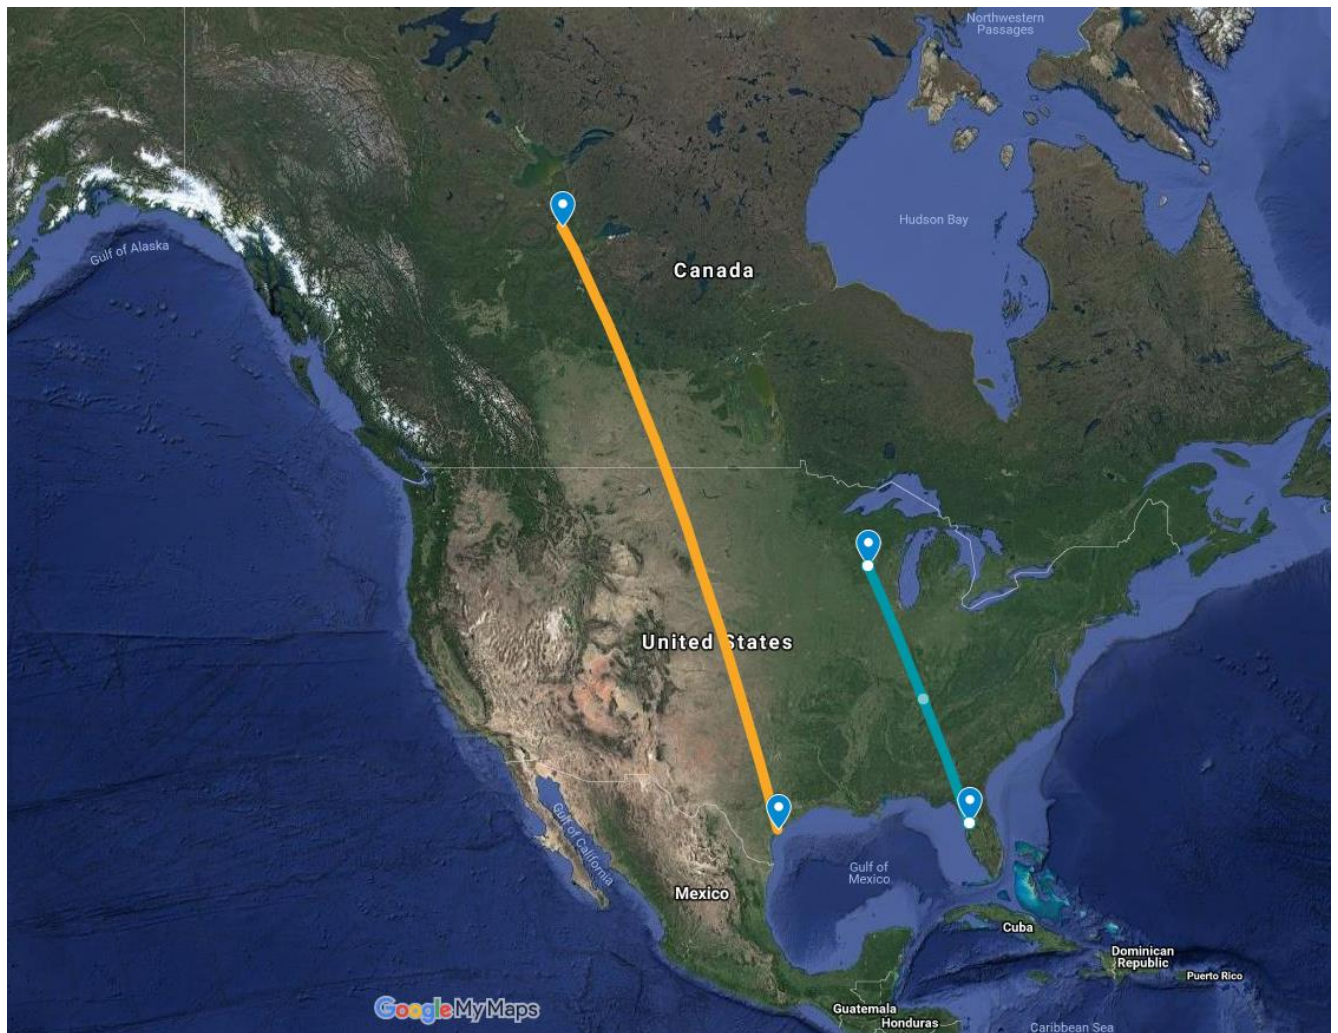 Northwestern
Passages
Hudson Bay
Gulf of Alaska
Canada
United States
Gulf of California
Gulf of
Mexico
Mexico
Cuba
Dominican
Republic
Puerto Rico
Guatemala
Honduras
Caribbean Sea
Google My Maps